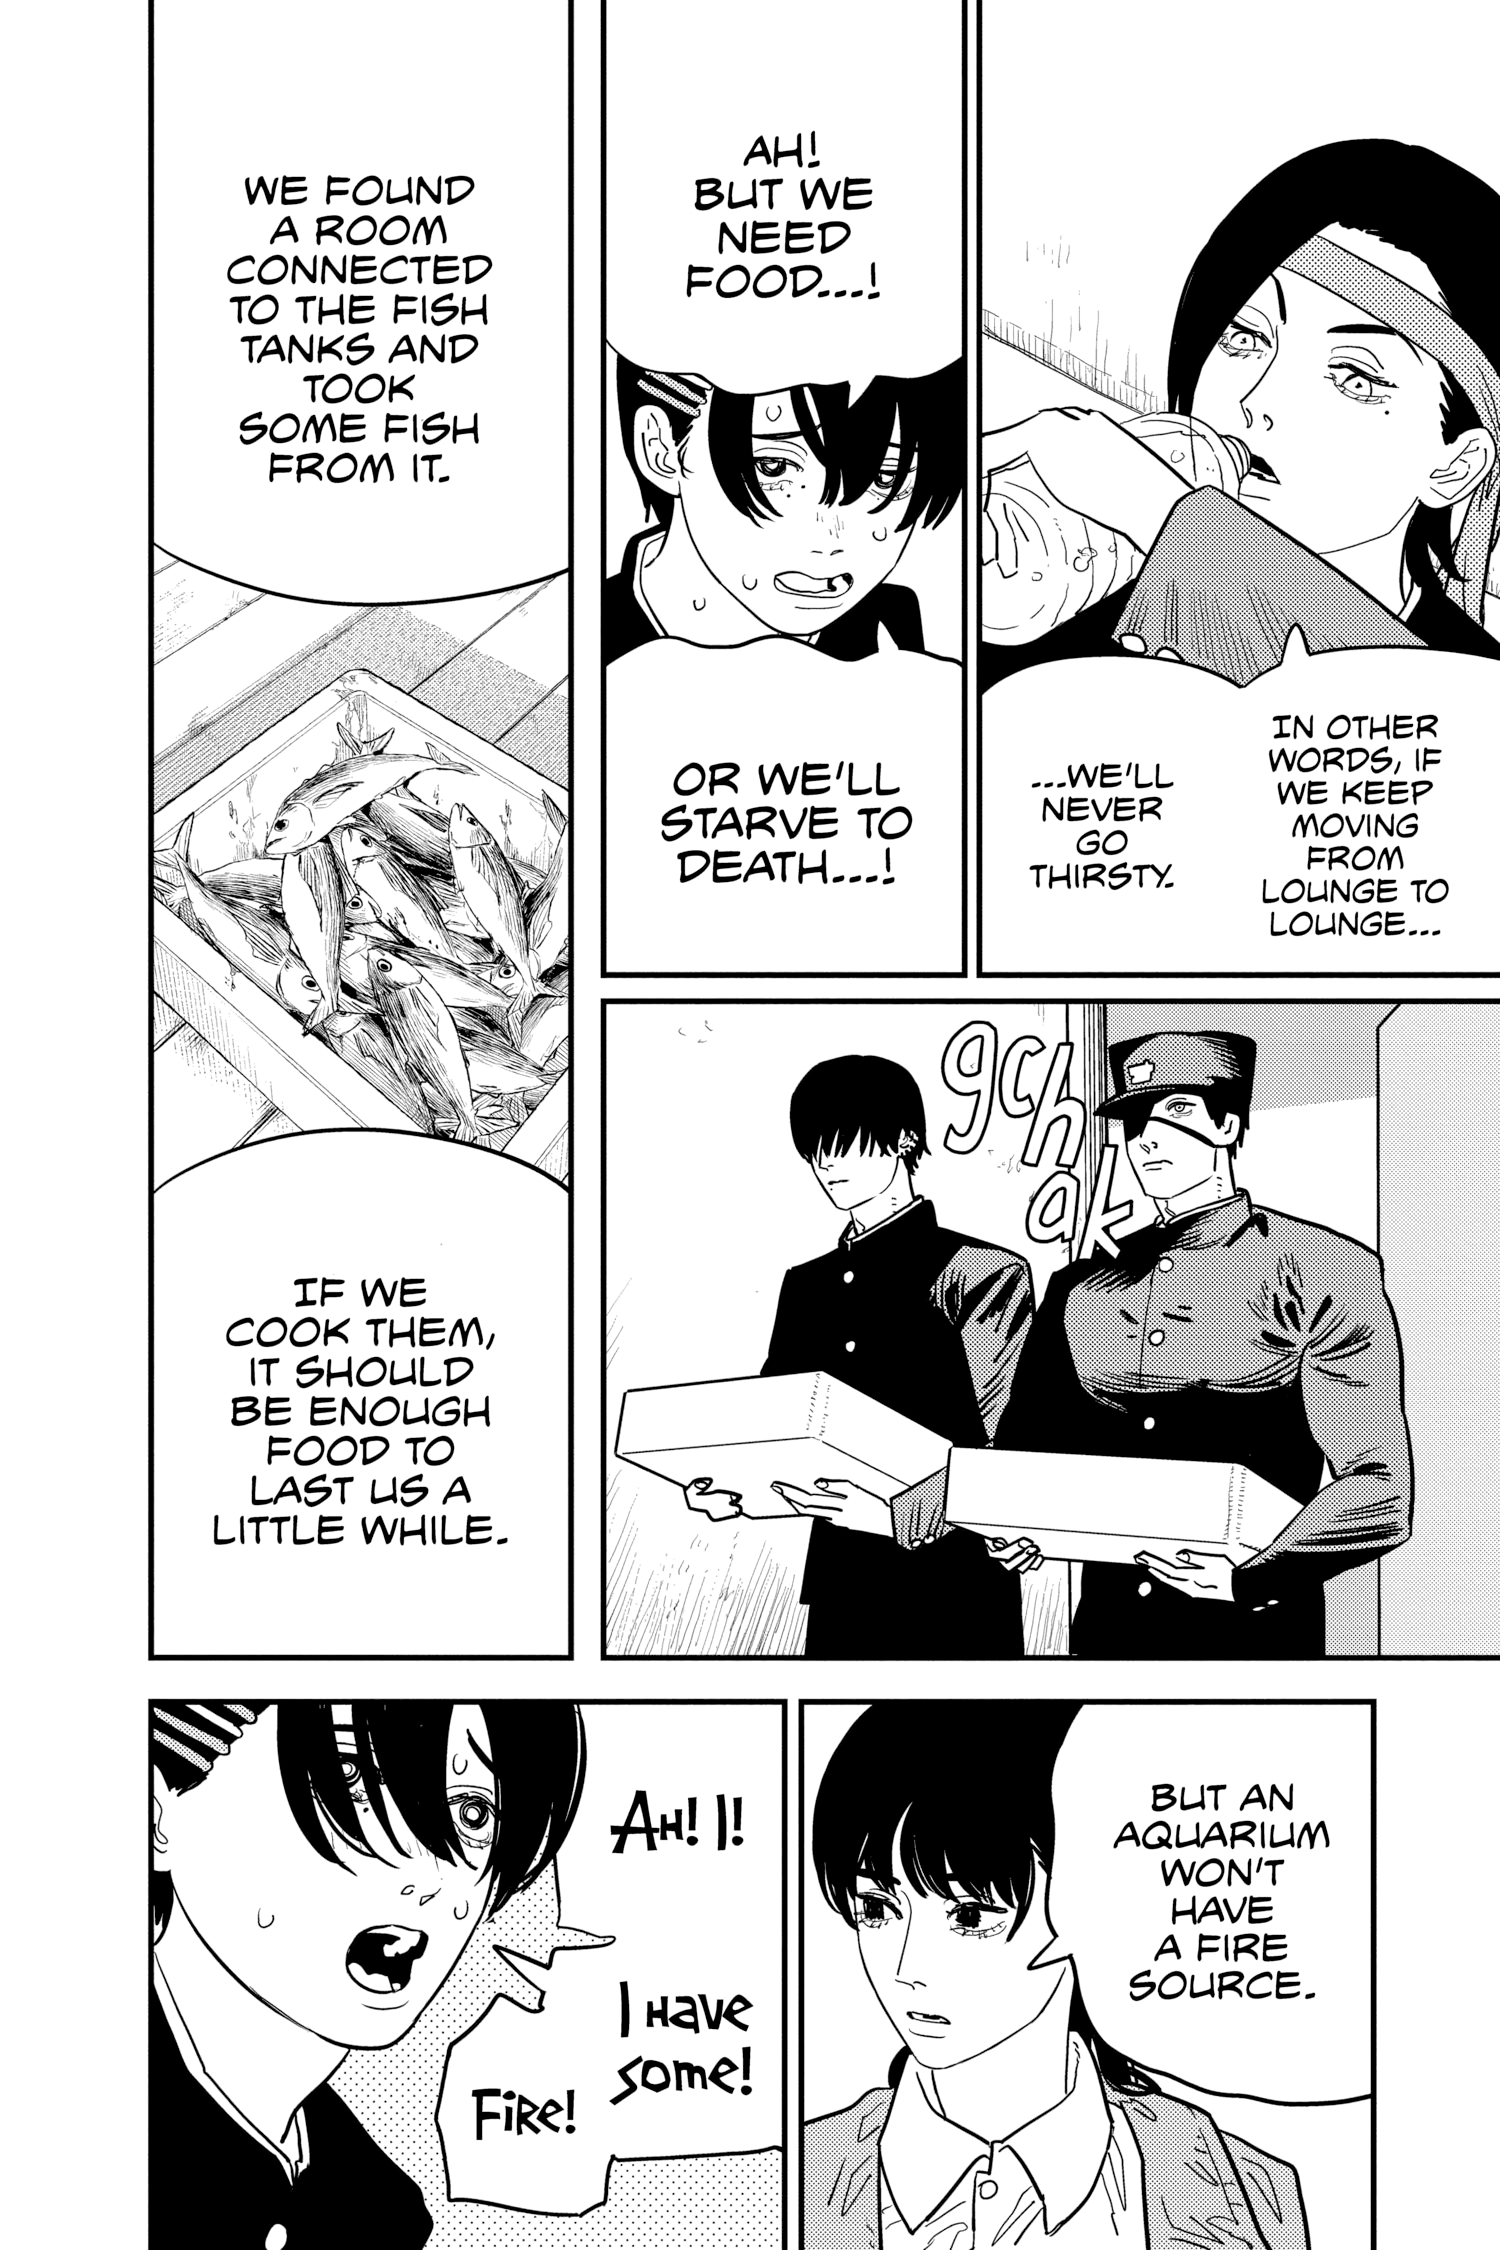 IN OTHER
WORDS, IF
WE KEEP
MOVING
FROM
LOUNGE TO
LOUNGE...
...WE'LL
NEVER
GO
THIRSTY.
AH!
BUT WE
NEED
FOOD...!
OR WE'LL
STARVE TO
DEATH...!
gchak
WE FOUND
A ROOM
CONNECTED
TO THE FISH
TANKS AND
TOOK
SOME FISH
FROM IT.
IF WE
COOK THEM,
IT SHOULD
BE ENOUGH
FOOD TO
LAST US A
LITTLE WHILE.
BUT AN
AQUARIUM
WON'T
HAVE
A FIRE
SOURCE.
AH! I!
I HAVE
SOME!
FIRE!